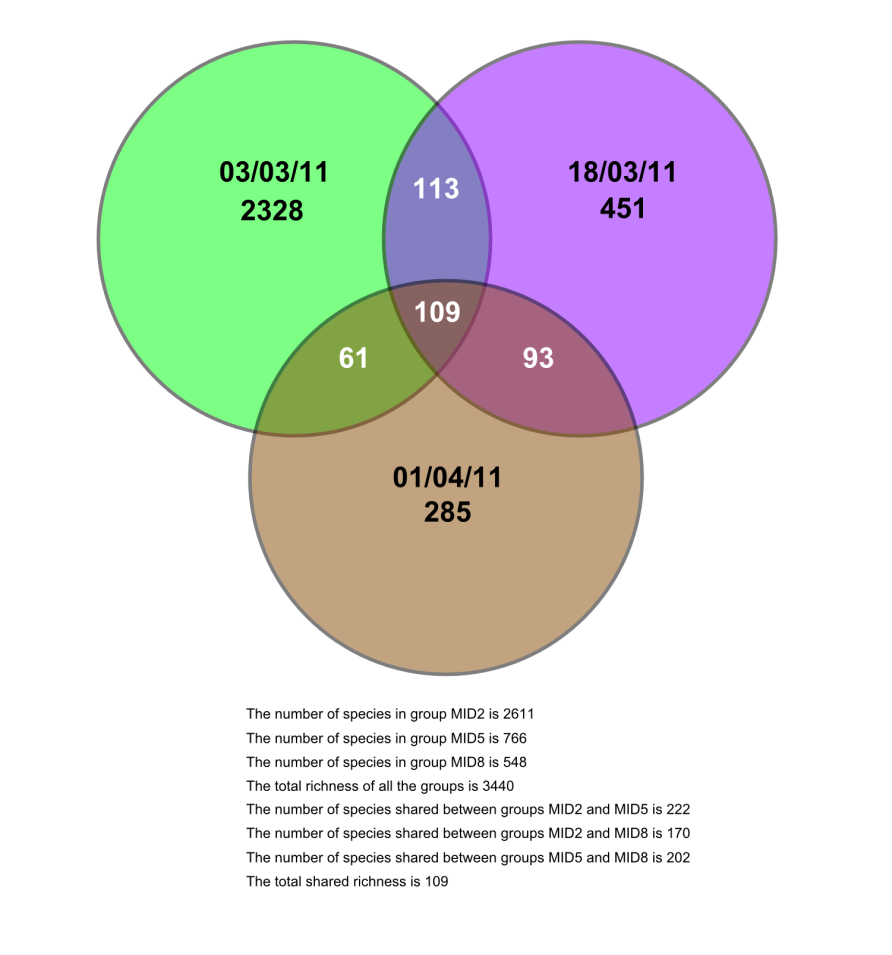 03/03/11
2328
18/03/11
451
113
109
61
93
01/04/11
285
The number of species in group MID2 is 2611
The number of species in group MID5 is 766
The number of species in group MID8 is 548
The total richness of all the groups is 3440
The number of species shared between groups MID2 and MID5 is 222
The number of species shared between groups MID2 and MID8 is 170
The number of species shared between groups MID5 and MID8 is 202
The total shared richness is 109